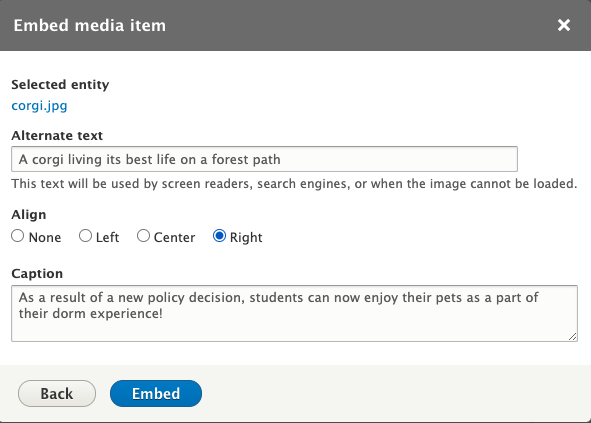 Embed media item
Selected entity
corgi.jpg
Alternate text
A corgi living its best life on a forest path
This text will be used by screen readers, search engines, or when the image cannot be loaded.
Align
None Left Center Right
Caption
As a result of a new policy decision, students can now enjoy their pets as a part of
their dorm experience!
Back Embed